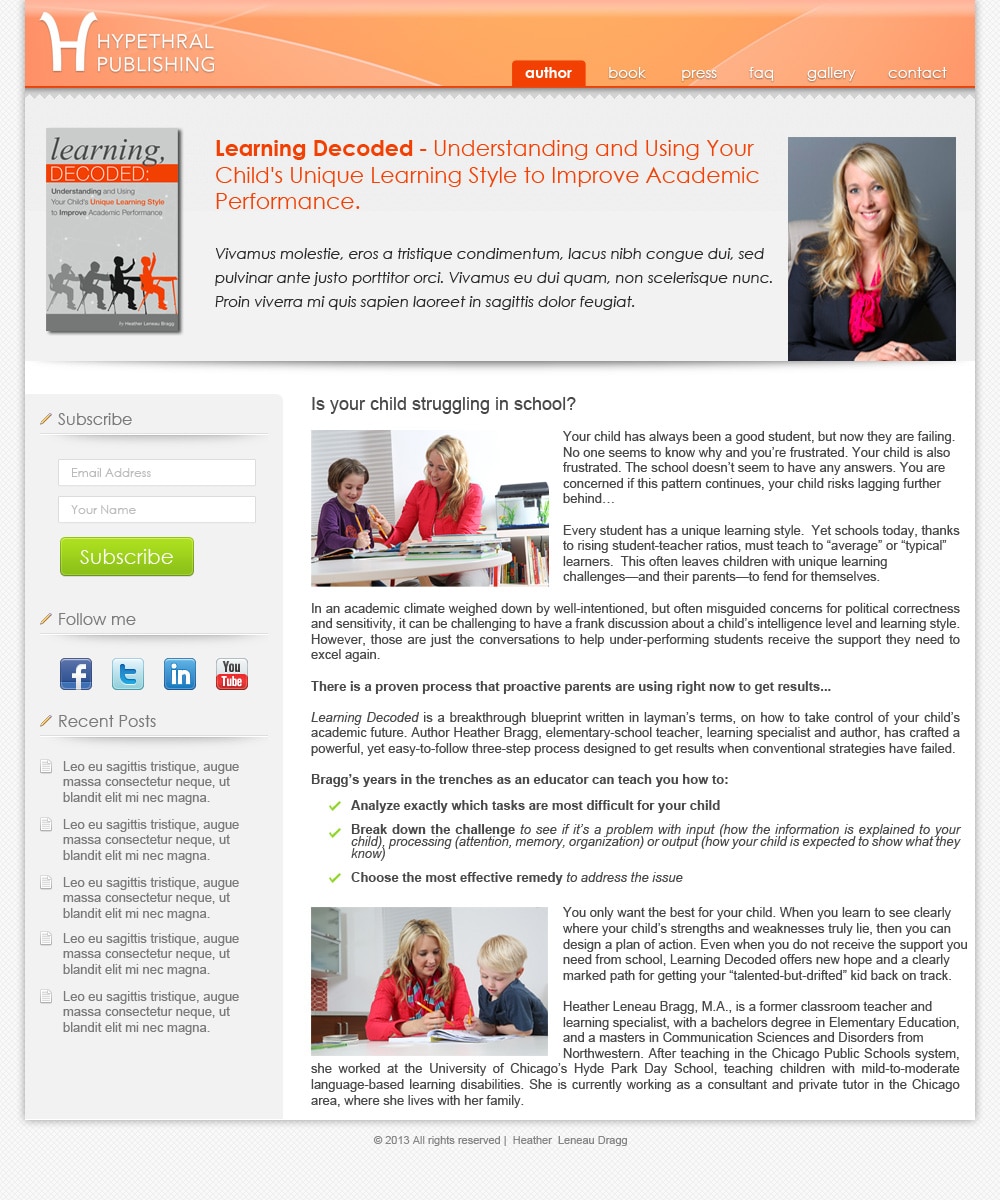 HYPETHRAL
PUBLISHING
author book press faq gallery contact
learning,
DECODED:
Understanding and Using
Your Child's Unique Learning Style
to Improve Academic Performance
by Heather Leneau Bragg
Learning Decoded - Understanding and Using Your
Child's Unique Learning Style to Improve Academic
Performance.
Vivamus molestie, eros a tristique condimentum, lacus nibh congue dui, sed
pulvinar ante justo porttitor orci. Vivamus eu dui quam, non scelerisque nunc.
Proin viverra mi quis sapien laoreet in sagittis dolor feugiat.
Subscribe
Email Address
Your Name
Subscribe
Follow me
f t in You Tube
Recent Posts
Leo eu sagittis tristique, augue
massa consectetur neque, ut
blandit elit mi nec magna.
Leo eu sagittis tristique, augue
massa consectetur neque, ut
blandit elit mi nec magna.
Leo eu sagittis tristique, augue
massa consectetur neque, ut
blandit elit mi nec magna.
Leo eu sagittis tristique, augue
massa consectetur neque, ut
blandit elit mi nec magna.
Leo eu sagittis tristique, augue
massa consectetur neque, ut
blandit elit mi nec magna.
Is your child struggling in school?
Your child has always been a good student, but now they are failing.
No one seems to know why and you’re frustrated. Your child is also
frustrated. The school doesn’t seem to have any answers. You are
concerned if this pattern continues, your child risks lagging further
behind…
Every student has a unique learning style.  Yet schools today, thanks
to rising student-teacher ratios, must teach to “average” or “typical”
learners.  This often leaves children with unique learning
challenges—and their parents—to fend for themselves.
In an academic climate weighed down by well-intentioned, but often misguided concerns for political correctness
and sensitivity, it can be challenging to have a frank discussion about a child’s intelligence level and learning style.
However, those are just the conversations to help under-performing students receive the support they need to
excel again.
There is a proven process that proactive parents are using right now to get results...
Learning Decoded is a breakthrough blueprint written in layman’s terms, on how to take control of your child’s
academic future. Author Heather Bragg, elementary-school teacher, learning specialist and author, has crafted a
powerful, yet easy-to-follow three-step process designed to get results when conventional strategies have failed.
Bragg’s years in the trenches as an educator can teach you how to:
Analyze exactly which tasks are most difficult for your child
Break down the challenge to see if it’s a problem with input (how the information is explained to your
child), processing (attention, memory, organization) or output (how your child is expected to show what they
know)
Choose the most effective remedy to address the issue
You only want the best for your child. When you learn to see clearly
where your child’s strengths and weaknesses truly lie, then you can
design a plan of action. Even when you do not receive the support you
need from school, Learning Decoded offers new hope and a clearly
marked path for getting your “talented-but-drifted” kid back on track.
Heather Leneau Bragg, M.A., is a former classroom teacher and
learning specialist, with a bachelors degree in Elementary Education,
and a masters in Communication Sciences and Disorders from
Northwestern. After teaching in the Chicago Public Schools system,
she worked at the University of Chicago’s Hyde Park Day School, teaching children with mild-to-moderate
language-based learning disabilities. She is currently working as a consultant and private tutor in the Chicago
area, where she lives with her family.
© 2013 All rights reserved |  Heather  Leneau Dragg